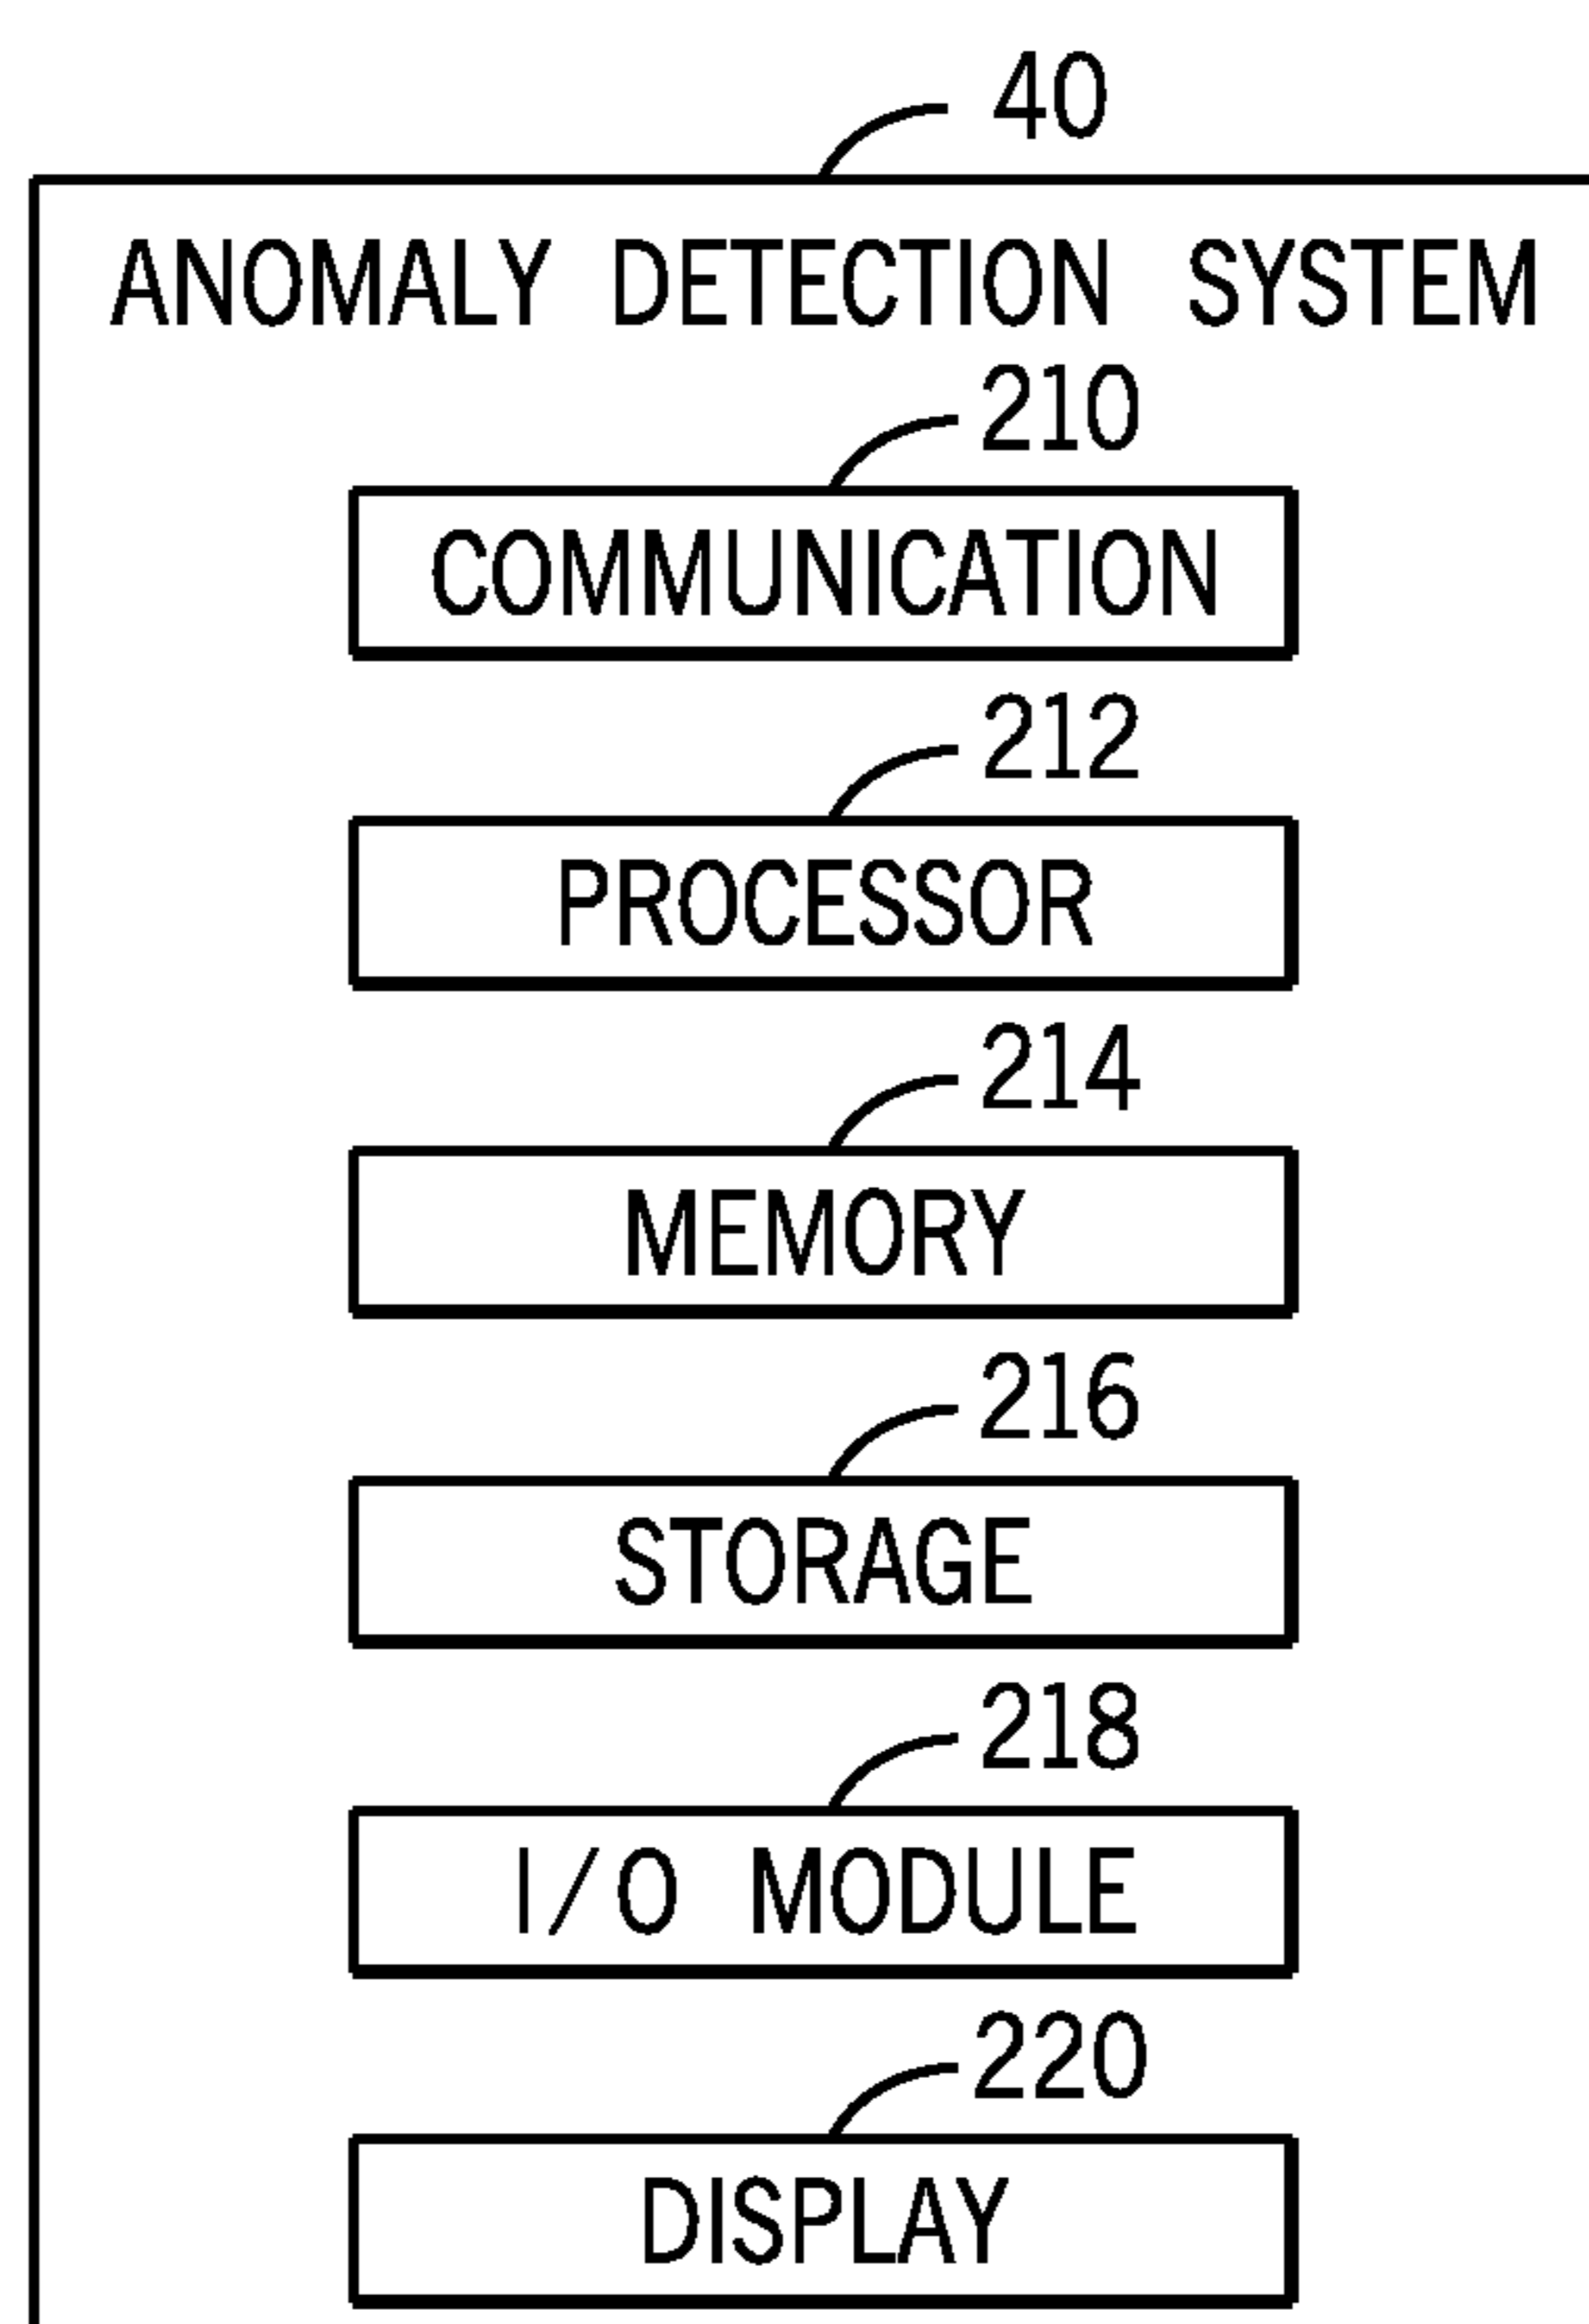 40
ANOMALY DETECTION SYSTEM
210
COMMUNICATION
212
PROCESSOR
214
MEMORY
216
STORAGE
218
I/O MODULE
220
DISPLAY